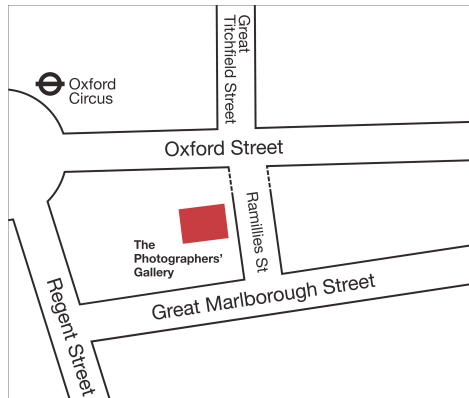 Great
Titchfield Street
Oxford
Circus
Oxford Street
Ramillies St
The
Photographers'
Gallery
Great Marlborough Street
Regent Street